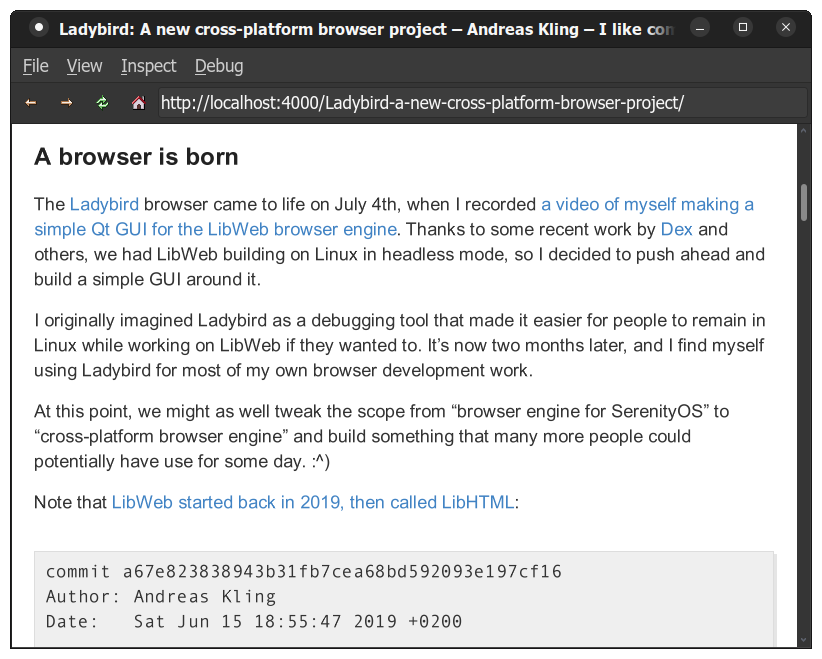 Ladybird: A new cross-platform browser project – Andreas Kling – I like
File View Inspect Debug
http://localhost:4000/Ladybird-a-new-cross-platform-browser-project/
A browser is born
The Ladybird browser came to life on July 4th, when I recorded a video of myself making a
simple Qt GUI for the LibWeb browser engine. Thanks to some recent work by Dex and
others, we had LibWeb building on Linux in headless mode, so I decided to push ahead and
build a simple GUI around it.
I originally imagined Ladybird as a debugging tool that made it easier for people to remain in
Linux while working on LibWeb if they wanted to. It’s now two months later, and I find myself
using Ladybird for most of my own browser development work.
At this point, we might as well tweak the scope from “browser engine for SerenityOS” to
“cross-platform browser engine” and build something that many more people could
potentially have use for some day. :^)
Note that LibWeb started back in 2019, then called LibHTML:
commit a67e823838943b31fb7cea68bd592093e197cf16
Author: Andreas Kling
Date:   Sat Jun 15 18:55:47 2019 +0200